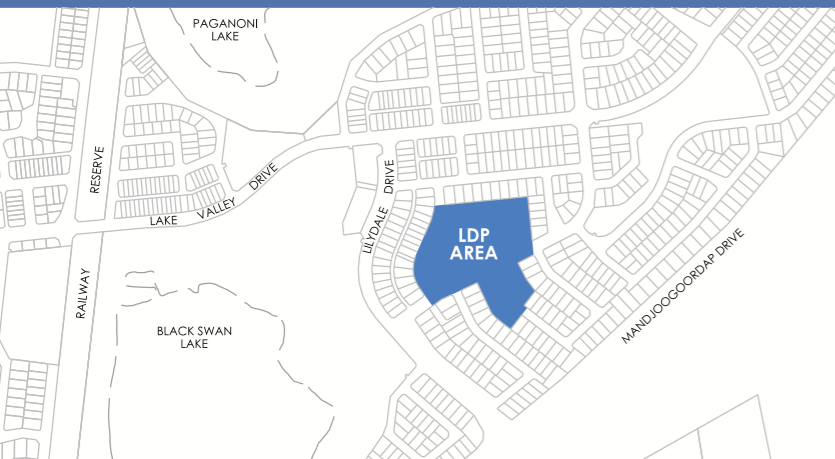 PAGANONI
LAKE
RESERVE
LAKE VALLEY DRIVE
LILYDALE DRIVE
LDP
AREA
RAILWAY
BLACK SWAN
LAKE
MANDJOOGOORDAP DRIVE